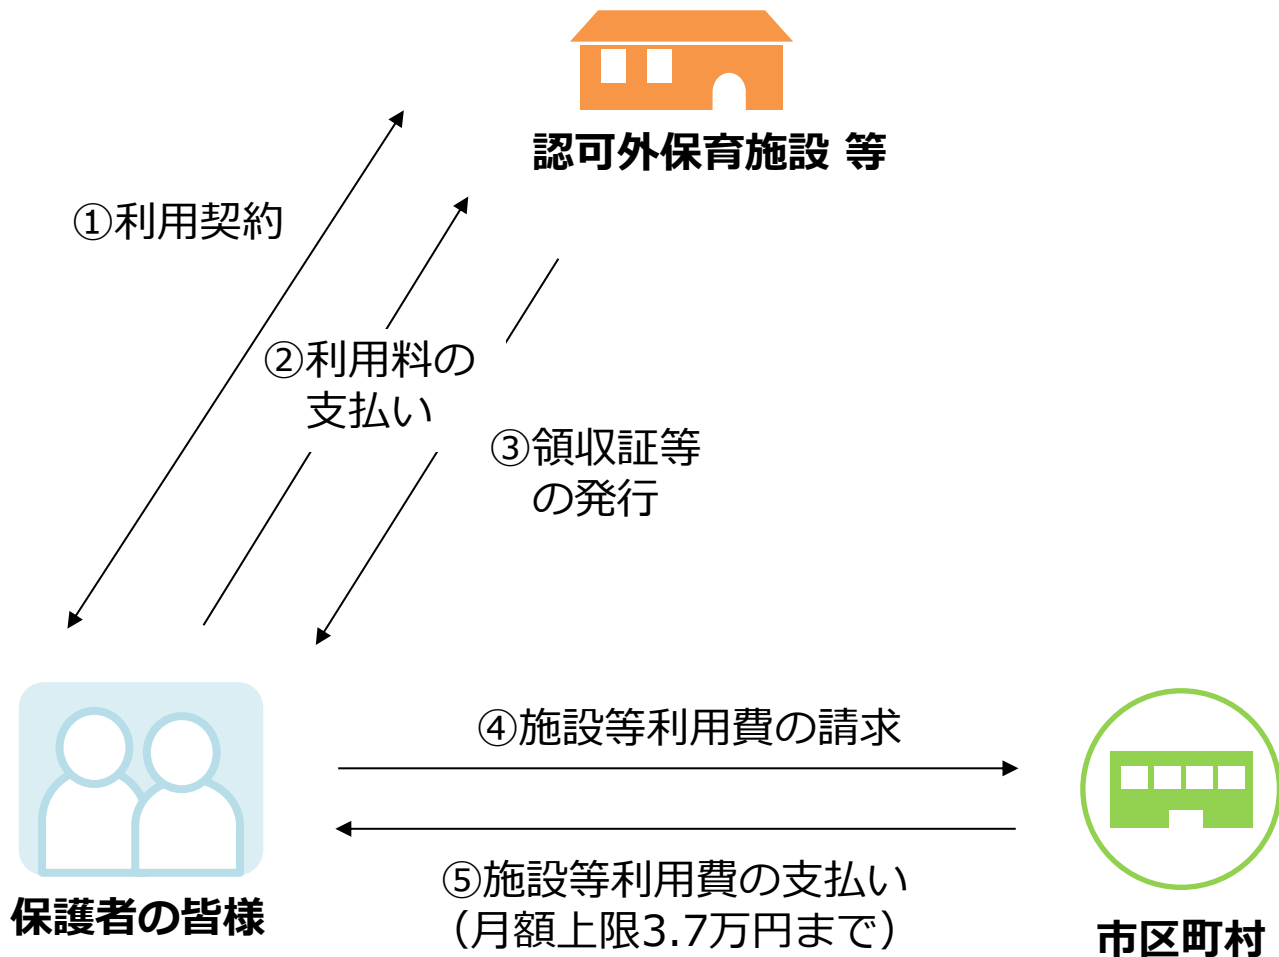 認可外保育施設 等
①利用契約
②利用料の
支払い
③領収証等
の発行
④施設等利用費の請求
⑤施設等利用費の支払い
（月額上限3.7万円まで）
保護者の皆様
市区町村